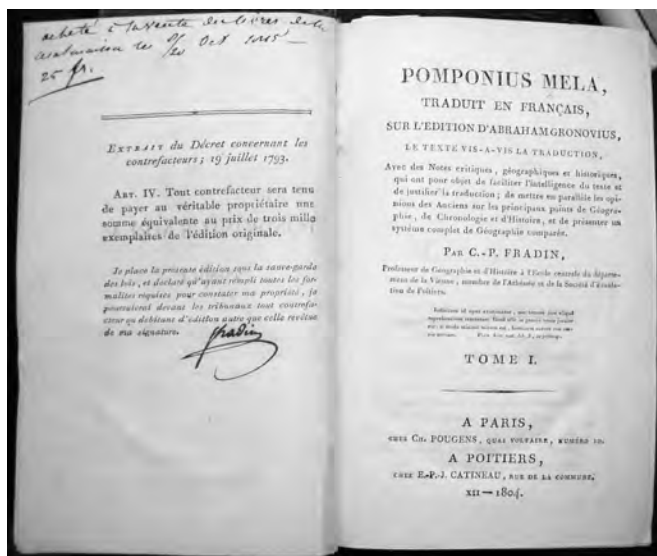 acheté à la vente des livres de la
25 fr.
EXTRAIT du Décret concernant les
contrefacteurs ; 19 juillet 1793.
ART. IV. Tout contrefacteur sera tenu
de payer au véritable propriétaire une
somme équivalente au prix de trois mille
exemplaires de l'édition originale.
Je place la présente édition sous la sauve-garde
des lois, et déclare qu'ayant rempli toutes les for-
malités requises pour constater ma propriété, je
poursuivrai devant les tribunaux tout contrefac-
teur ou débitant d'édition autre que celle revêtue
de ma signature.
Fradin
POMPONIUS MELA,
TRADUIT EN FRANÇAIS,
SUR L'EDITION D'ABRAHAM GRONOVIUS,
LE TEXTE VIS-A-VIS LA TRADUCTION,
Avec des Notes critiques, géographiques et historiques,
qui ont pour objet de faciliter l'intelligence du texte et
de justifier la traduction ; de mettre en parallèle les opi-
nions des Anciens sur les principaux points de Géogra-
phie, de Chronologie et d'Histoire, et de présenter un
systême complet de Géographie comparée.
PAR C.-P. FRADIN,
Professeur de Géographie et d'Histoire à l'Ecole centrale du dépar-
tement de la Vienne, membre de l'Athénée et de la Société d'émula-
tion de Poitiers.
TOME I.
A PARIS,
CHEZ CH. POUGENS, QUAI VOLTAIRE, NUMÉRO 10.
A POITIERS,
CHEZ E.-P.-J. CATINEAU, RUE DE LA COMMUNE.
XII — 1804.